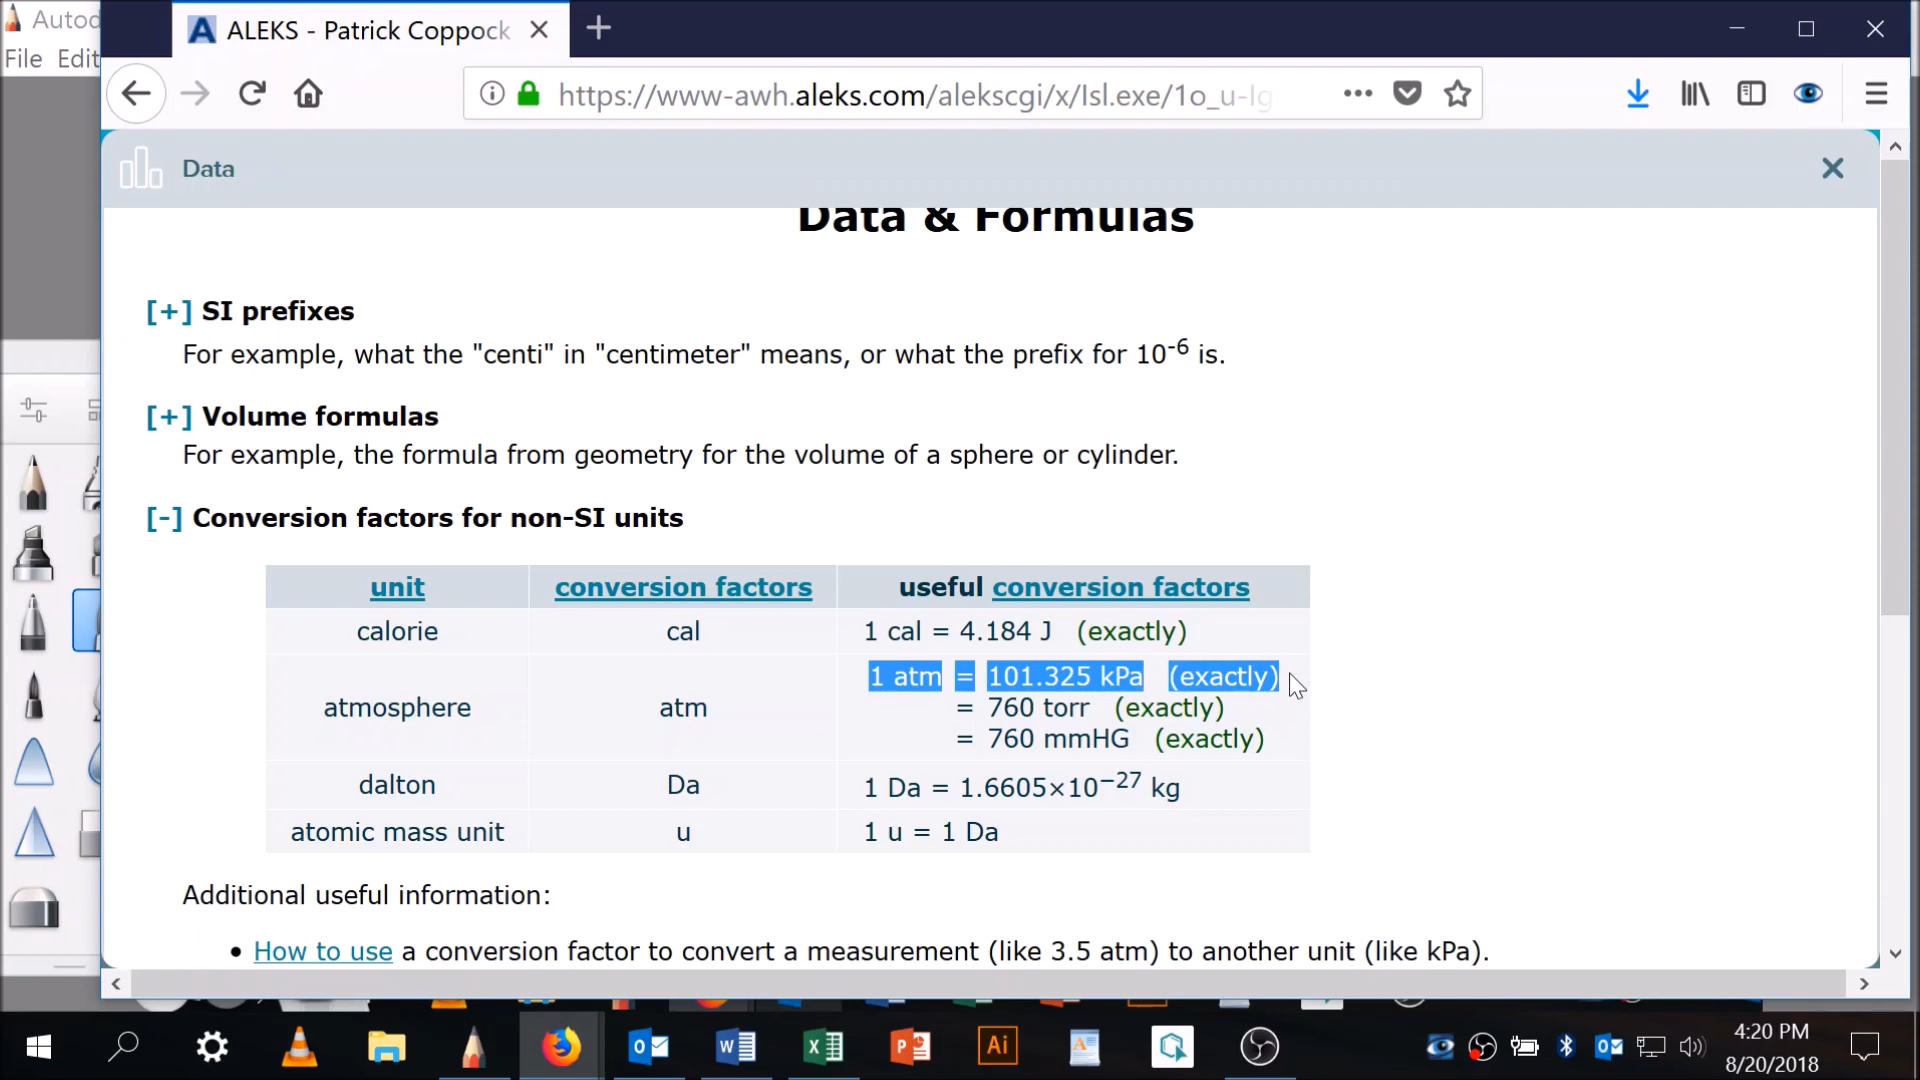 Autod
File Edit
ALEKS - Patrick Coppock
https://www-awh.aleks.com/alekscgi/x/Isl.exe/1o_u-Ig
Data
Data & Formulas
[+] SI prefixes
For example, what the "centi" in "centimeter" means, or what the prefix for 10⁻⁶ is.
[+] Volume formulas
For example, the formula from geometry for the volume of a sphere or cylinder.
[-] Conversion factors for non-SI units
unit conversion factors useful conversion factors
calorie cal 1 cal = 4.184 J (exactly)
1 atm = 101.325 kPa (exactly)
atmosphere atm = 760 torr (exactly)
= 760 mmHG (exactly)
dalton Da 1 Da = 1.6605×10⁻²⁷ kg
atomic mass unit u 1 u = 1 Da
Additional useful information:
• How to use a conversion factor to convert a measurement (like 3.5 atm) to another unit (like kPa).
Ai
4:20 PM
8/20/2018